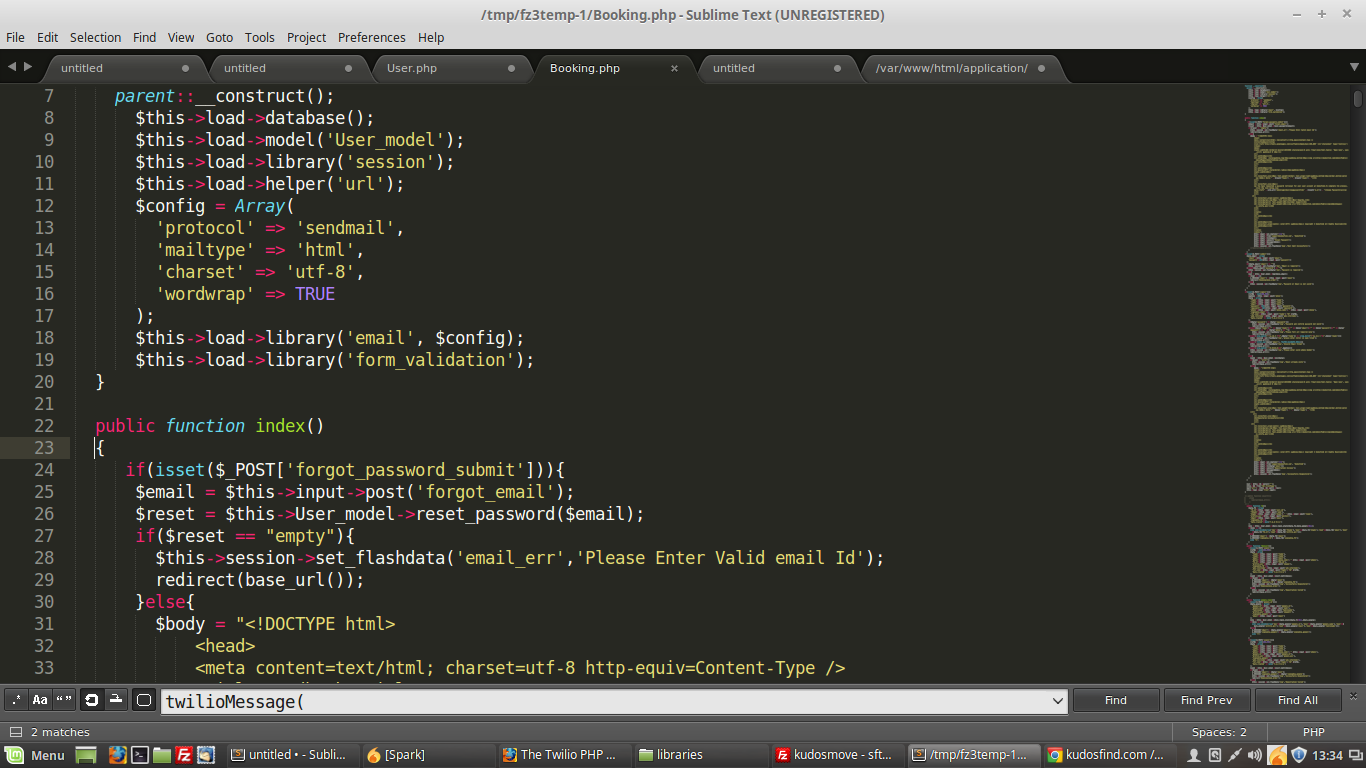 /tmp/fz3temp-1/Booking.php - Sublime Text (UNREGISTERED)
File Edit Selection Find View Goto Tools Project Preferences Help
untitled untitled User.php Booking.php untitled /var/www/html/application/
7 parent::__construct();
8 $this->load->database();
9 $this->load->model('User_model');
10 $this->load->library('session');
11 $this->load->helper('url');
12 $config = Array(
13 'protocol' => 'sendmail',
14 'mailtype' => 'html',
15 'charset' => 'utf-8',
16 'wordwrap' => TRUE
17 );
18 $this->load->library('email', $config);
19 $this->load->library('form_validation');
20 }
21
22 public function index()
23 {
24 if(isset($_POST['forgot_password_submit'])){
25 $email = $this->input->post('forgot_email');
26 $reset = $this->User_model->reset_password($email);
27 if($reset == "empty"){
28 $this->session->set_flashdata('email_err','Please Enter Valid email Id');
29 redirect(base_url());
30 }else{
31 $body = "<!DOCTYPE html>
32 <head>
33 <meta content=text/html; charset=utf-8 http-equiv=Content-Type />
.* Aa “ ” twilioMessage( Find Find Prev Find All
2 matches Spaces: 2 PHP
Menu untitled • - Subli... [Spark] The Twilio PHP ... libraries kudosmove - sft... /tmp/fz3temp-1... kudosfind.com /... 13:34